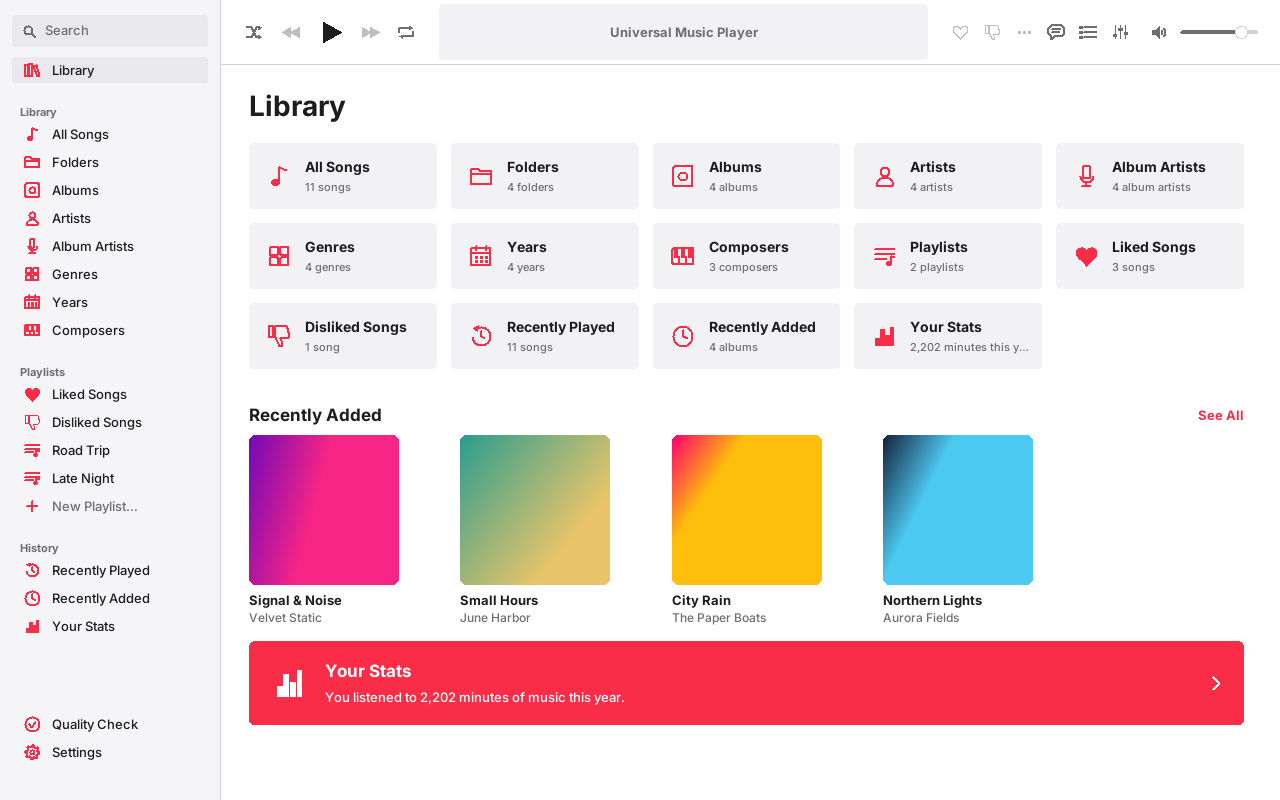 Search
Library
Library
All Songs
Folders
Albums
Artists
Album Artists
Genres
Years
Composers
Playlists
Liked Songs
Disliked Songs
Road Trip
Late Night
New Playlist...
History
Recently Played
Recently Added
Your Stats
Quality Check
Settings
Universal Music Player
Library
All Songs
11 songs
Folders
4 folders
Albums
4 albums
Artists
4 artists
Album Artists
4 album artists
Genres
4 genres
Years
4 years
Composers
3 composers
Playlists
2 playlists
Liked Songs
3 songs
Disliked Songs
1 song
Recently Played
11 songs
Recently Added
4 albums
Your Stats
2,202 minutes this y...
Recently Added
See All
Signal & Noise
Velvet Static
Small Hours
June Harbor
City Rain
The Paper Boats
Northern Lights
Aurora Fields
Your Stats
You listened to 2,202 minutes of music this year.